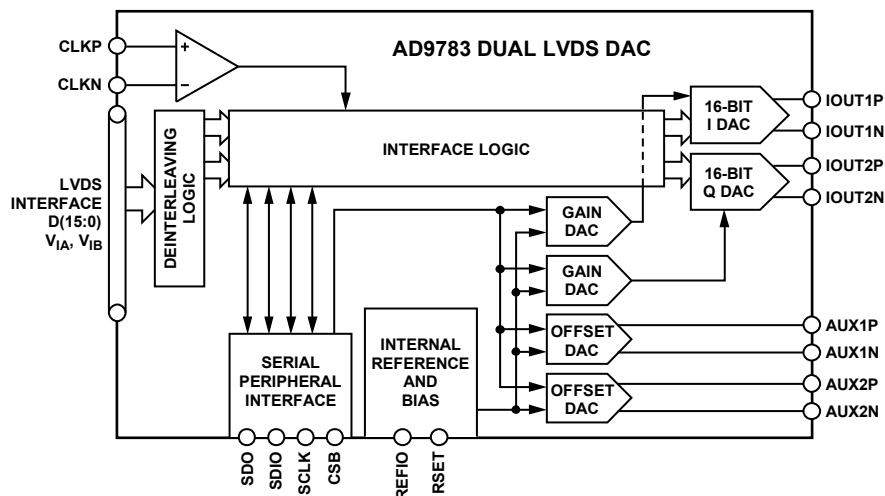 AD9783 DUAL LVDS DAC
CLKP
CLKN
+
–
LVDS
INTERFACE
D(15:0)
VIA, VIB
DEINTERLEAVING
LOGIC
INTERFACE LOGIC
16-BIT
I DAC
16-BIT
Q DAC
IOUT1P
IOUT1N
IOUT2P
IOUT2N
GAIN
DAC
GAIN
DAC
OFFSET
DAC
OFFSET
DAC
AUX1P
AUX1N
AUX2P
AUX2N
SERIAL
PERIPHERAL
INTERFACE
INTERNAL
REFERENCE
AND
BIAS
SDO
SDIO
SCLK
CSB
REFIO
RSET